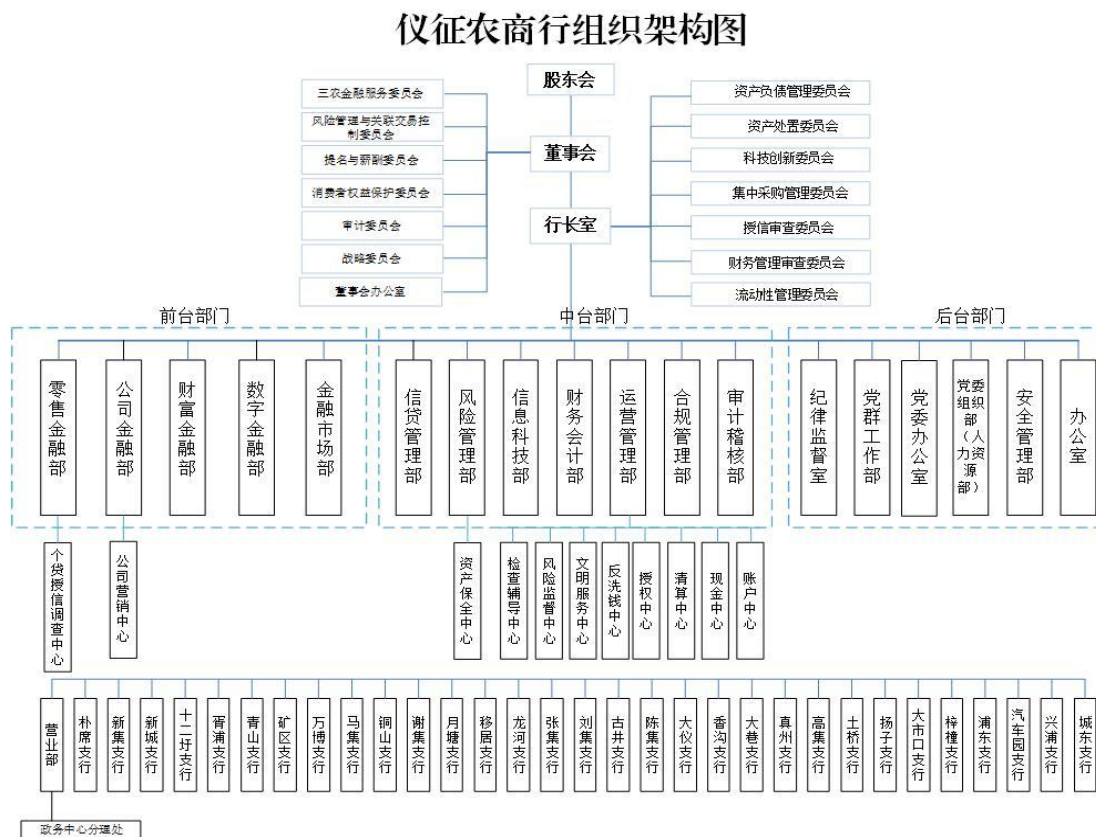 仪征农商行组织架构图
股东会
董事会
行长室
三农金融服务委员会
风险管理与关联交易控
制委员会
提名与薪酬委员会
消费者权益保护委员会
审计委员会
战略委员会
董事会办公室
资产负债管理委员会
资产处置委员会
科技创新委员会
集中采购管理委员会
授信审查委员会
财务管理审查委员会
流动性管理委员会
前台部门
中台部门
后台部门
零售金融部
公司金融部
财富金融部
数字金融部
金融市场部
信贷管理部
风险管理部
信息科技部
财务会计部
运营管理部
合规管理部
审计稽核部
纪律监督室
党群工作部
党委办公室
党委
组织
部
（人
力资
源
部）
安全管理部
办公室
个贷授信调查中心
公司营销中心
资产保全中心
检查辅导中心
风险监督中心
文明服务中心
反洗钱中心
授权中心
清算中心
现金中心
账户中心
营业部
朴席支行
新集支行
新城支行
十二圩支行
胥浦支行
青山支行
矿区支行
万博支行
马集支行
铜山支行
谢集支行
月塘支行
移居支行
龙河支行
张集支行
刘集支行
古井支行
陈集支行
大仪支行
香沟支行
大巷支行
真州支行
高集支行
土桥支行
扬子支行
大市口支行
梓橦支行
浦东支行
汽车园支行
兴浦支行
城东支行
政务中心分理处